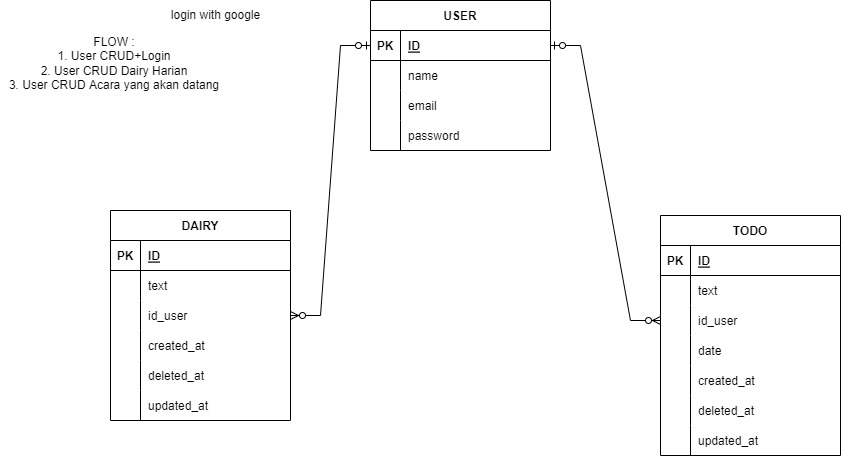 login with google
FLOW :
1. User CRUD+Login
2. User CRUD Dairy Harian
3. User CRUD Acara yang akan datang
USER
PK ID
name
email
password
DAIRY
PK ID
text
id_user
created_at
deleted_at
updated_at
TODO
PK ID
text
id_user
date
created_at
deleted_at
updated_at